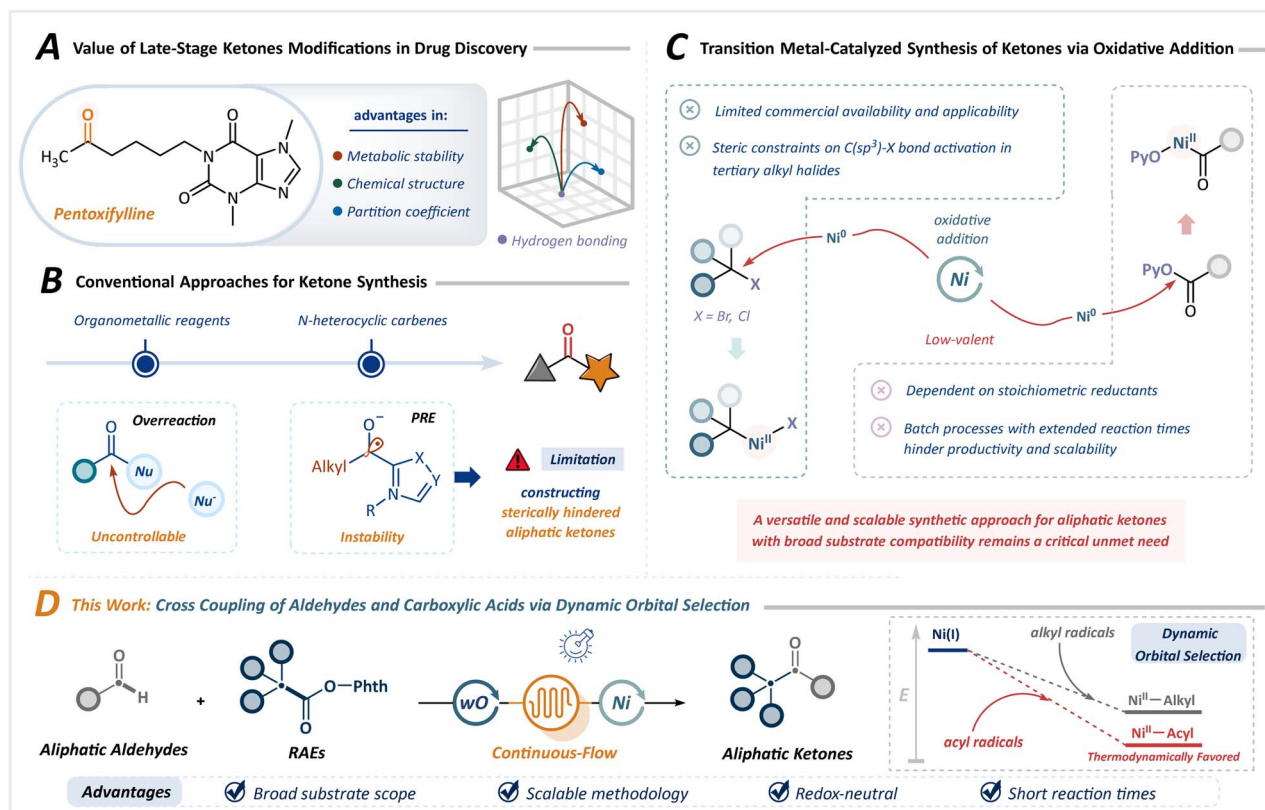 A Value of Late-Stage Ketones Modifications in Drug Discovery
O
H₃C
O
N
O
N
N
N
Pentoxifylline
advantages in:
Metabolic stability
Chemical structure
Partition coefficient
Hydrogen bonding
B Conventional Approaches for Ketone Synthesis
Organometallic reagents
N-heterocyclic carbenes
O
Overreaction
O
Nu
Nu⁻
Uncontrollable
PRE
O⁻
Alkyl
X
Y
N
R
Instability
Limitation
constructing
sterically hindered
aliphatic ketones
C Transition Metal-Catalyzed Synthesis of Ketones via Oxidative Addition
Limited commercial availability and applicability
Steric constraints on C(sp³)-X bond activation in
tertiary alkyl halides
X
X = Br, Cl
Ni⁰
oxidative
addition
Ni
Low-valent
Ni⁰
PyO
Niᴵᴵ
O
PyO
O
Niᴵᴵ
X
Dependent on stoichiometric reductants
Batch processes with extended reaction times
hinder productivity and scalability
A versatile and scalable synthetic approach for aliphatic ketones
with broad substrate compatibility remains a critical unmet need
D This Work: Cross Coupling of Aldehydes and Carboxylic Acids via Dynamic Orbital Selection
O
H
Aliphatic Aldehydes
+
O—Phth
O
RAEs
wO
Ni
Continuous-Flow
O
Aliphatic Ketones
E
Ni(I)
alkyl radicals
Dynamic
Orbital Selection
Niᴵᴵ—Alkyl
acyl radicals
Niᴵᴵ—Acyl
Thermodynamically Favored
Advantages
Broad substrate scope
Scalable methodology
Redox-neutral
Short reaction times